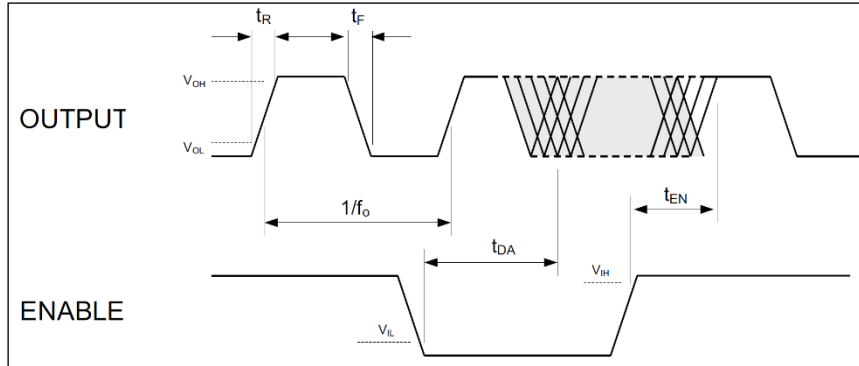 tR tF
VOH
OUTPUT
VOL
tEN
1/fo
tDA
VIH
ENABLE
VIL